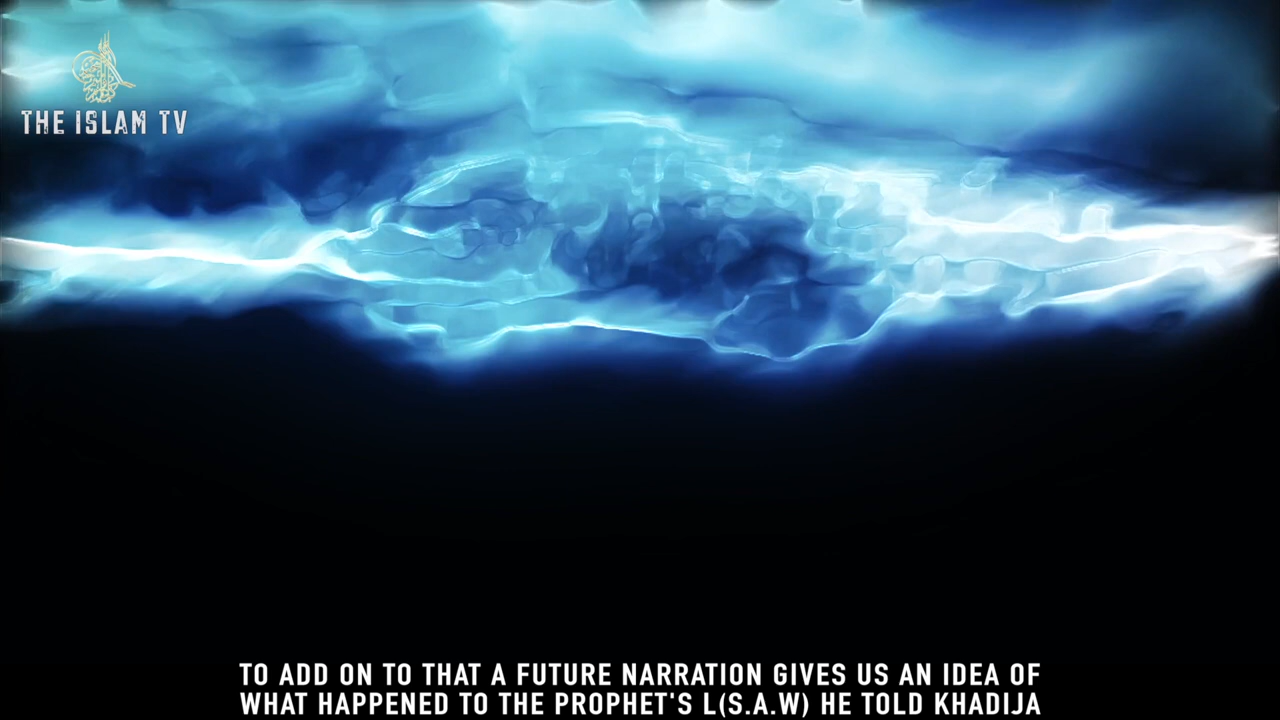 THE ISLAM TV
TO ADD ON TO THAT A FUTURE NARRATION GIVES US AN IDEA OF
WHAT HAPPENED TO THE PROPHET'S L(S.A.W) HE TOLD KHADIJA